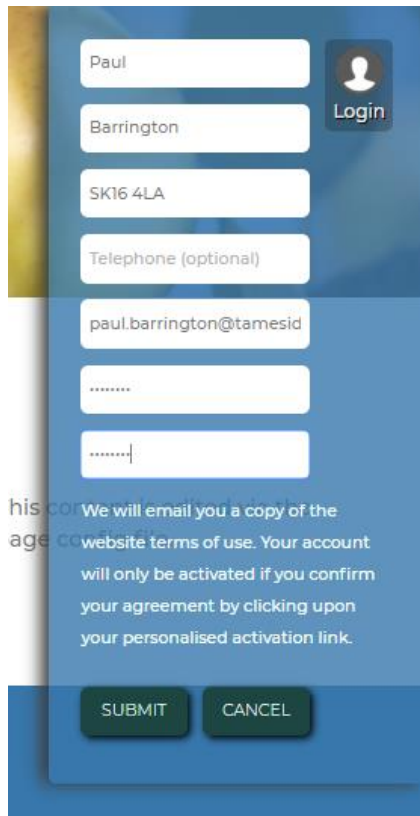 Paul
Login
Barrington
SK16 4LA
Telephone (optional)
paul.barrington@tamesid
••••••••
••••••••
his
We will email you a copy of the
age
website terms of use. Your account
will only be activated if you confirm
your agreement by clicking upon
your personalised activation link.
SUBMIT CANCEL